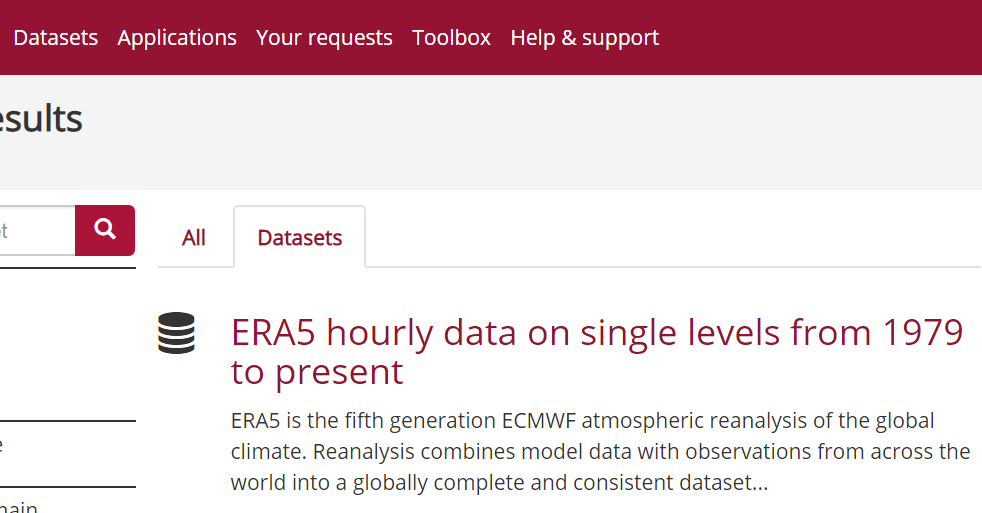 Datasets Applications Your requests Toolbox Help & support
esults
t
All Datasets
ERA5 hourly data on single levels from 1979
to present
ERA5 is the fifth generation ECMWF atmospheric reanalysis of the global
climate. Reanalysis combines model data with observations from across the
world into a globally complete and consistent dataset...
e